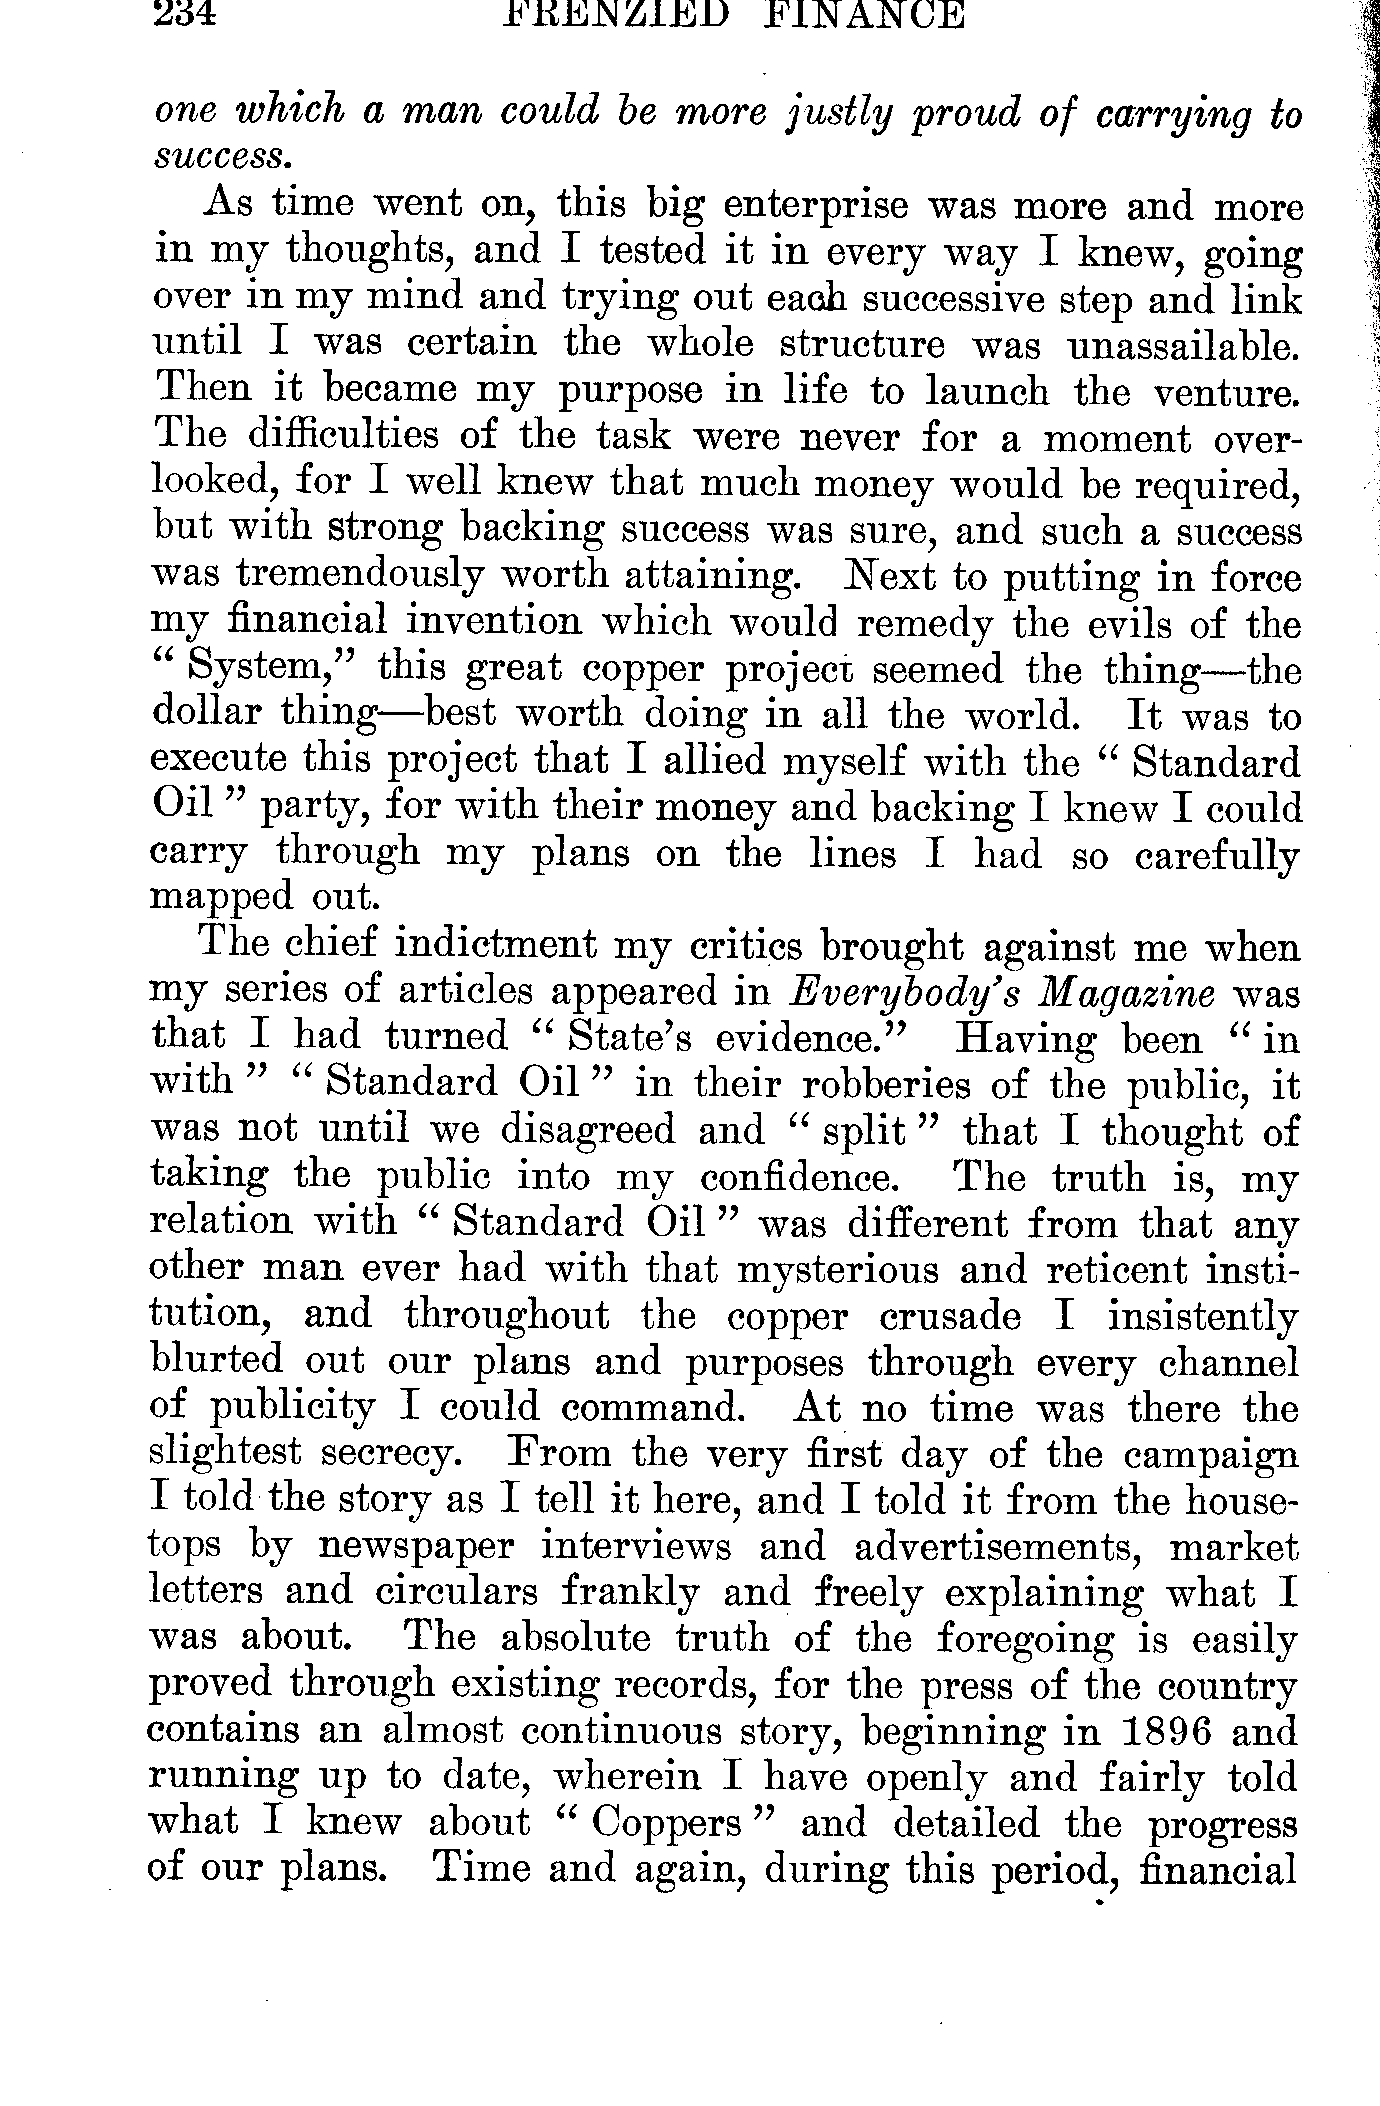 234 FRENZIED FINANCE
one which a man could be more justly proud of carrying to
success.
As time went on, this big enterprise was more and more
in my thoughts, and I tested it in every way I knew, going
over in my mind and trying out each successive step and link
until I was certain the whole structure was unassailable.
Then it became my purpose in life to launch the venture.
The difficulties of the task were never for a moment over-
looked, for I well knew that much money would be required,
but with strong backing success was sure, and such a success
was tremendously worth attaining. Next to putting in force
my financial invention which would remedy the evils of the
“ System,” this great copper project seemed the thing—the
dollar thing—best worth doing in all the world. It was to
execute this project that I allied myself with the “ Standard
Oil ” party, for with their money and backing I knew I could
carry through my plans on the lines I had so carefully
mapped out.
The chief indictment my critics brought against me when
my series of articles appeared in Everybody’s Magazine was
that I had turned “ State’s evidence.” Having been “ in
with ” “ Standard Oil ” in their robberies of the public, it
was not until we disagreed and “ split ” that I thought of
taking the public into my confidence. The truth is, my
relation with “ Standard Oil ” was different from that any
other man ever had with that mysterious and reticent insti-
tution, and throughout the copper crusade I insistently
blurted out our plans and purposes through every channel
of publicity I could command. At no time was there the
slightest secrecy. From the very first day of the campaign
I told the story as I tell it here, and I told it from the house-
tops by newspaper interviews and advertisements, market
letters and circulars frankly and freely explaining what I
was about. The absolute truth of the foregoing is easily
proved through existing records, for the press of the country
contains an almost continuous story, beginning in 1896 and
running up to date, wherein I have openly and fairly told
what I knew about “ Coppers ” and detailed the progress
of our plans. Time and again, during this period, financial